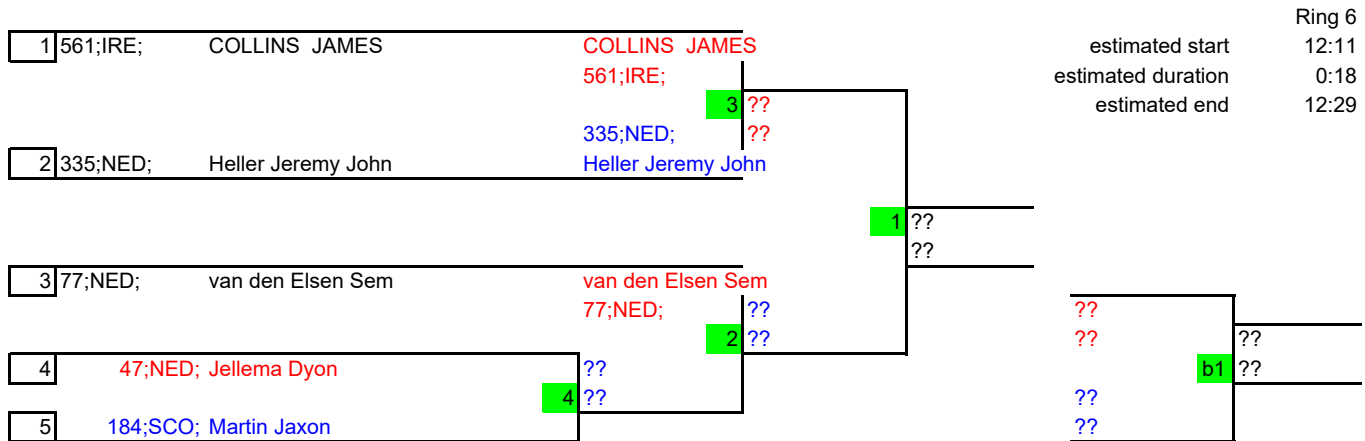 Ring 6
1 561;IRE; COLLINS JAMES COLLINS JAMES estimated start 12:11
561;IRE; estimated duration 0:18
3 ?? estimated end 12:29
335;NED; ??
2 335;NED; Heller Jeremy John Heller Jeremy John
1 ??
??
3 77;NED; van den Elsen Sem van den Elsen Sem
77;NED; ?? ??
2 ?? ?? ??
4 47;NED; Jellema Dyon ?? b1 ??
4 ?? ??
5 184;SCO; Martin Jaxon ??